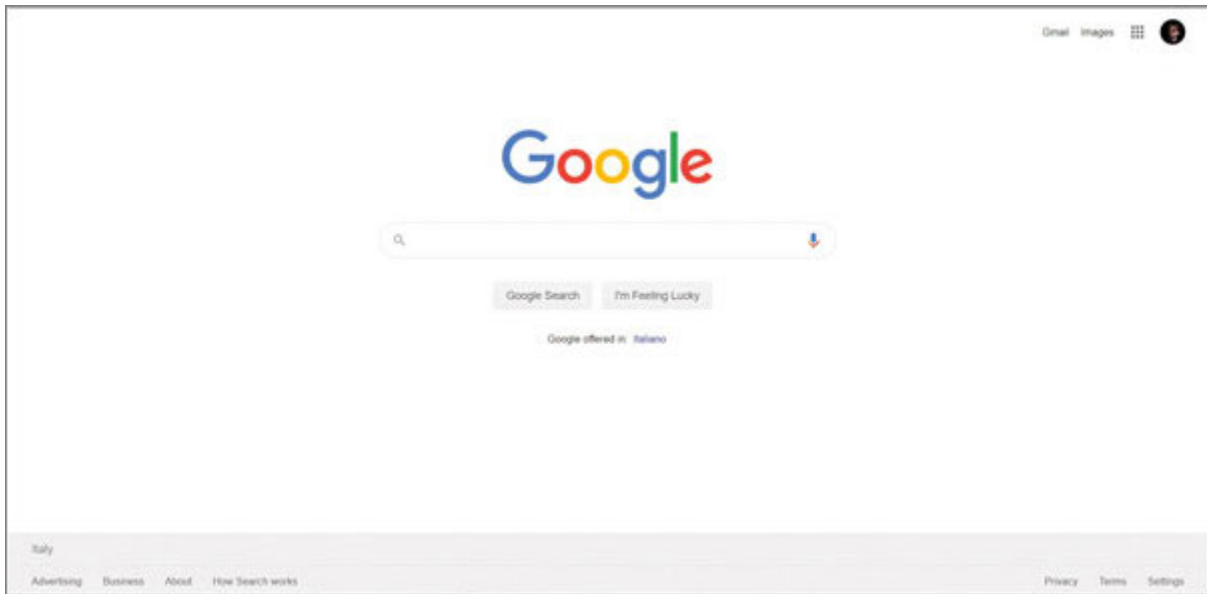 Gmail Images
Google
Google Search I'm Feeling Lucky
Google offered in: Italiano
Italy
Advertising Business About How Search works Privacy Terms Settings